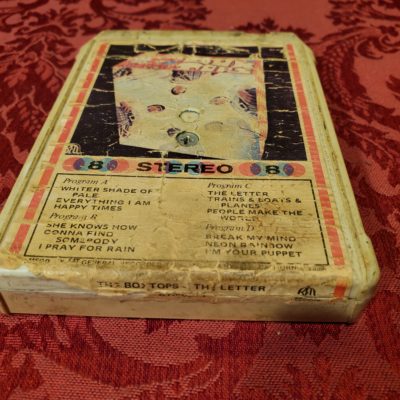 8 STEREO 8
Program A
WHITER SHADE OF
PALE
EVERYTHING I AM
HAPPY TIMES
Program B
SHE KNOWS HOW
GONNA FIND
SOMEBODY
I PRAY FOR RAIN
Program C
THE LETTER
TRAINS & BOATS &
PLANES
PEOPLE MAKE THE
WORLD
Program D
BREAK MY MIND
NEON RAINBOW
I'M YOUR PUPPET
GENERAL
THE BOX TOPS - THE LETTER